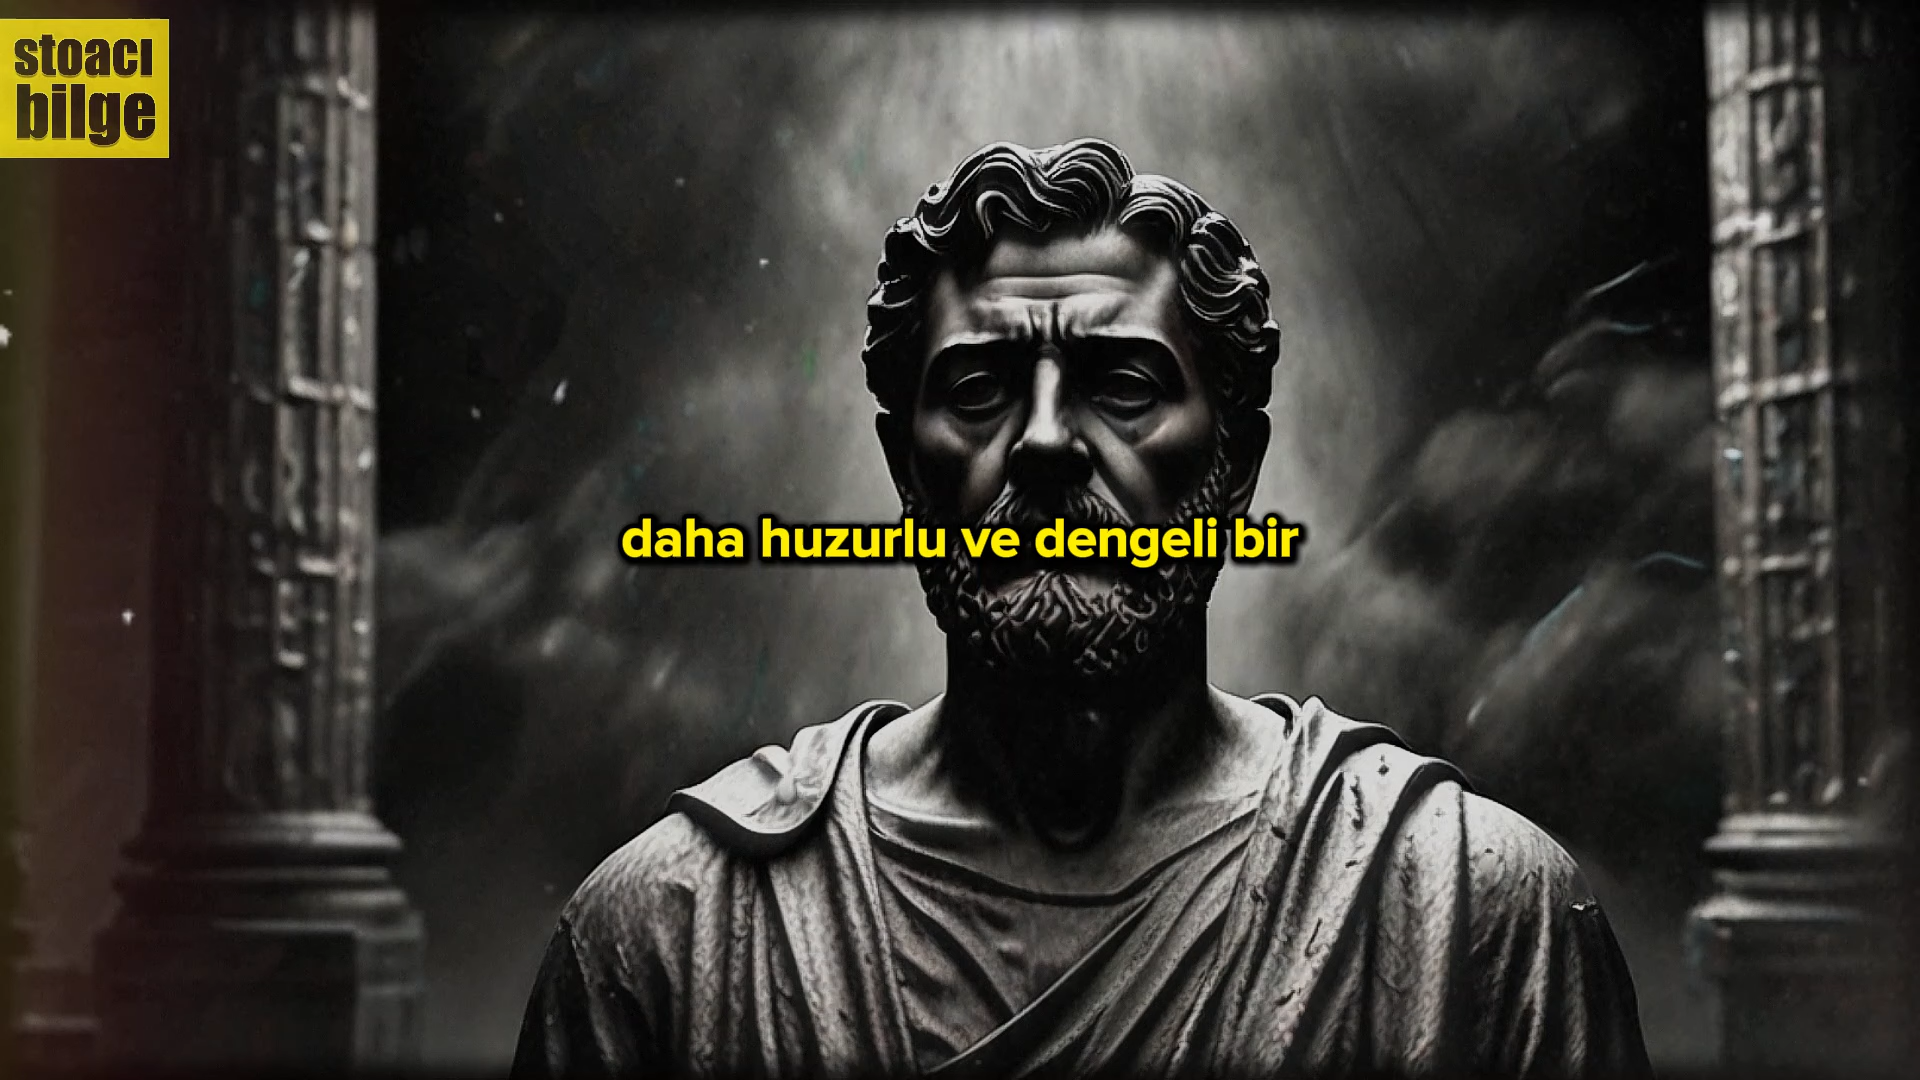 stoacı
bilge
daha huzurlu ve dengeli bir